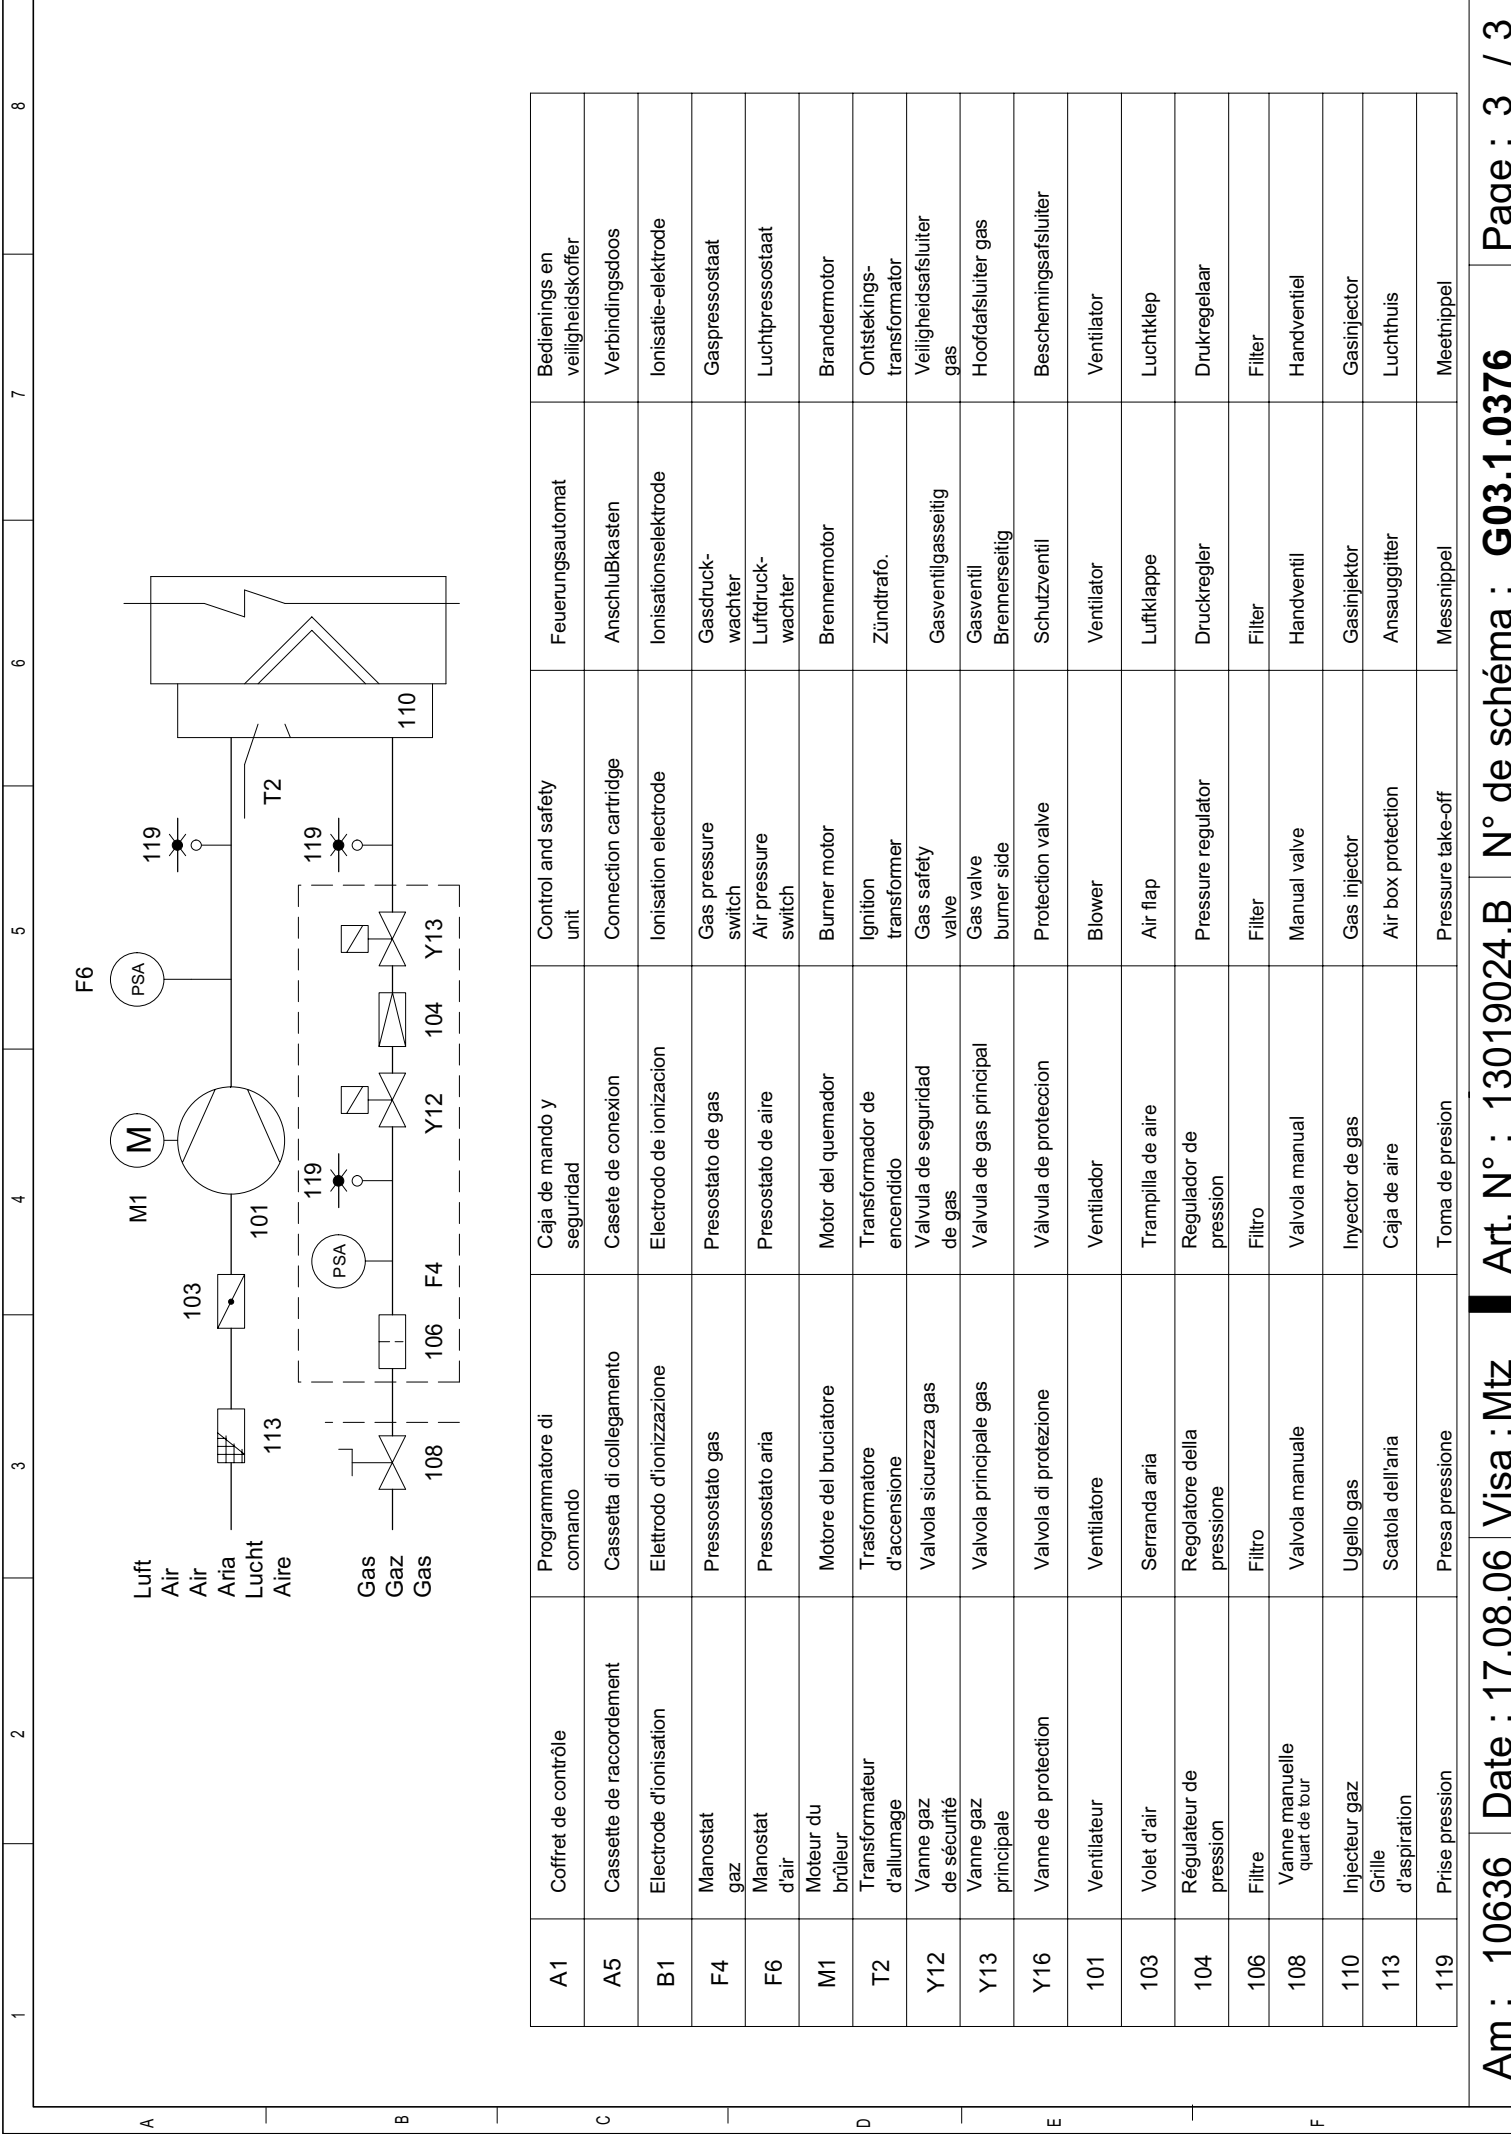 1 2 3 4 5 6 7 8
A
B
C
D
E
F
Luft
Air
Air
Aria
Lucht
Aire
Gas
Gaz
Gas
113
103
101
M1
M
F6
PSA
119
T2
110
108
106
F4
PSA
119
Y12
104
Y13
119
A1 Coffret de contrôle Programmatore di comando Caja de mando y seguridad Control and safety unit Feuerungsautomat Bedienings en veiligheidskoffer
A5 Cassette de raccordement Cassetta di collegamento Casete de conexion Connection cartridge AnschluBkasten Verbindingsdoos
B1 Electrode d'ionisation Elettrodo d'ionizzazione Electrodo de ionizacion Ionisation electrode Ionisationselektrode Ionisatie-elektrode
F4 Manostat gaz Pressostato gas Presostato de gas Gas pressure switch Gasdruck-wachter Gaspressostaat
F6 Manostat d'air Pressostato aria Presostato de aire Air pressure switch Luftdruck-wachter Luchtpressostaat
M1 Moteur du brûleur Motore del bruciatore Motor del quemador Burner motor Brennermotor Brandermotor
T2 Transformateur d'allumage Trasformatore d'accensione Transformador de encendido Ignition transformer Zündtrafo. Ontstekings-transformator
Y12 Vanne gaz de sécurité Valvola sicurezza gas Valvula de seguridad de gas Gas safety valve Gasventilgasseitig Veiligheidsafsluiter gas
Y13 Vanne gaz principale Valvola principale gas Valvula de gas principal Gas valve burner side Gasventil Brennerseitig Hoofdafsluiter gas
Y16 Vanne de protection Valvola di potezione Vàlvula de proteccion Protection valve Schutzventil Beschemingsafsluiter
101 Ventilateur Ventilatore Ventilador Blower Ventilator Ventilator
103 Volet d'air Serranda aria Trampilla de aire Air flap Luftklappe Luchtklep
104 Régulateur de pression Regolatore della pressione Regulador de pression Pressure regulator Druckregler Drukregelaar
106 Filtre Filtro Filtro Filter Filter Filter
108 Vanne manuelle quart de tour Valvola manuale Valvola manual Manual valve Handventil Handventiel
110 Injecteur gaz Ugello gas Inyector de gas Gas injector Gasinjektor Gasinjector
113 Grille d'aspiration Scatola dell'aria Caja de aire Air box protection Ansauggitter Luchthuis
119 Prise pression Presa pressione Toma de presion Pressure take-off Messnippel Meetnippel
Am : 10636 Date : 17.08.06 Visa : Mtz Art. N° : 13019024.B N° de schéma : G03.1.0376 Page : 3 / 3